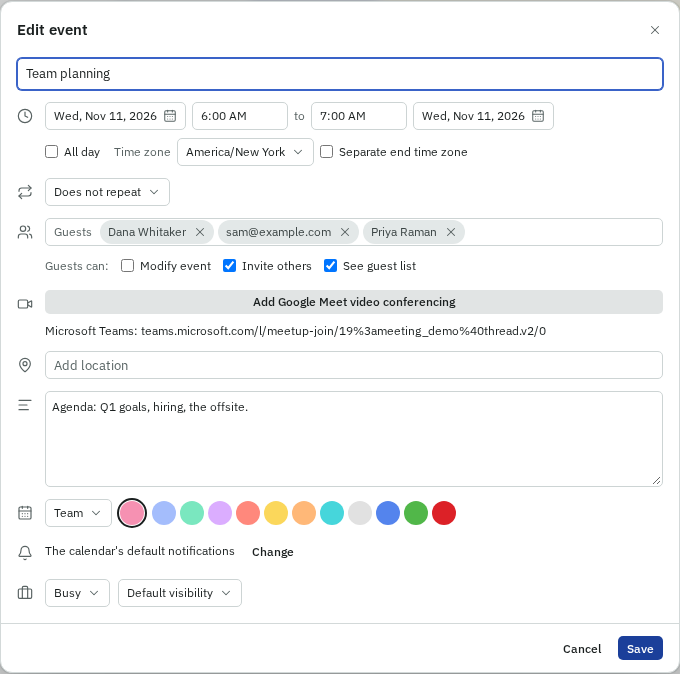 Edit event
Team planning
Wed, Nov 11, 2026 6:00 AM to 7:00 AM Wed, Nov 11, 2026
All day Time zone America/New York Separate end time zone
Does not repeat
Guests Dana Whitaker sam@example.com Priya Raman
Guests can: Modify event Invite others See guest list
Add Google Meet video conferencing
Microsoft Teams: teams.microsoft.com/l/meetup-join/19%3ameeting_demo%40thread.v2/0
Add location
Agenda: Q1 goals, hiring, the offsite.
Team
The calendar's default notifications Change
Busy Default visibility
Cancel Save